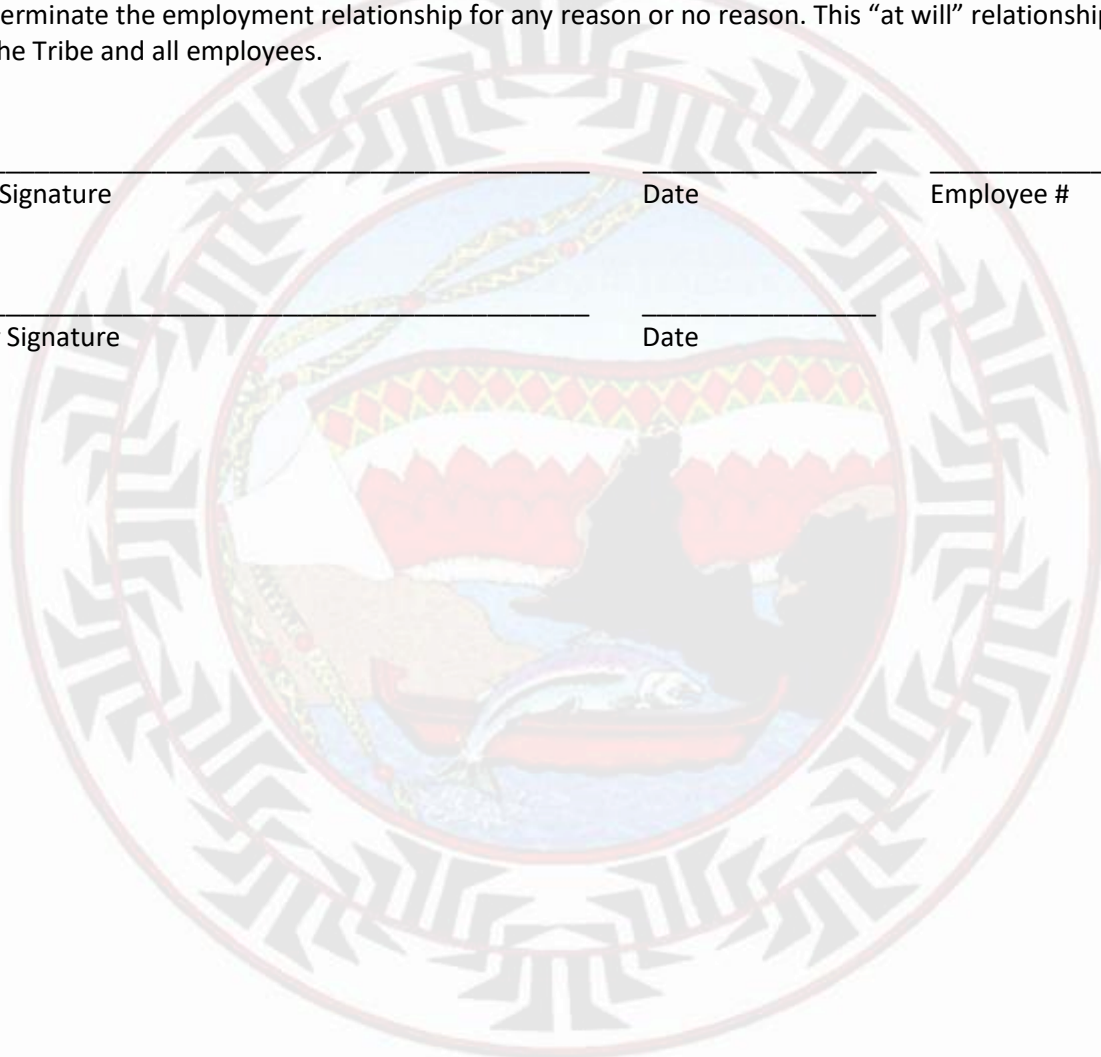 erminate the employment relationship for any reason or no reason. This “at will” relationship
he Tribe and all employees.
Signature Date Employee #
Signature Date